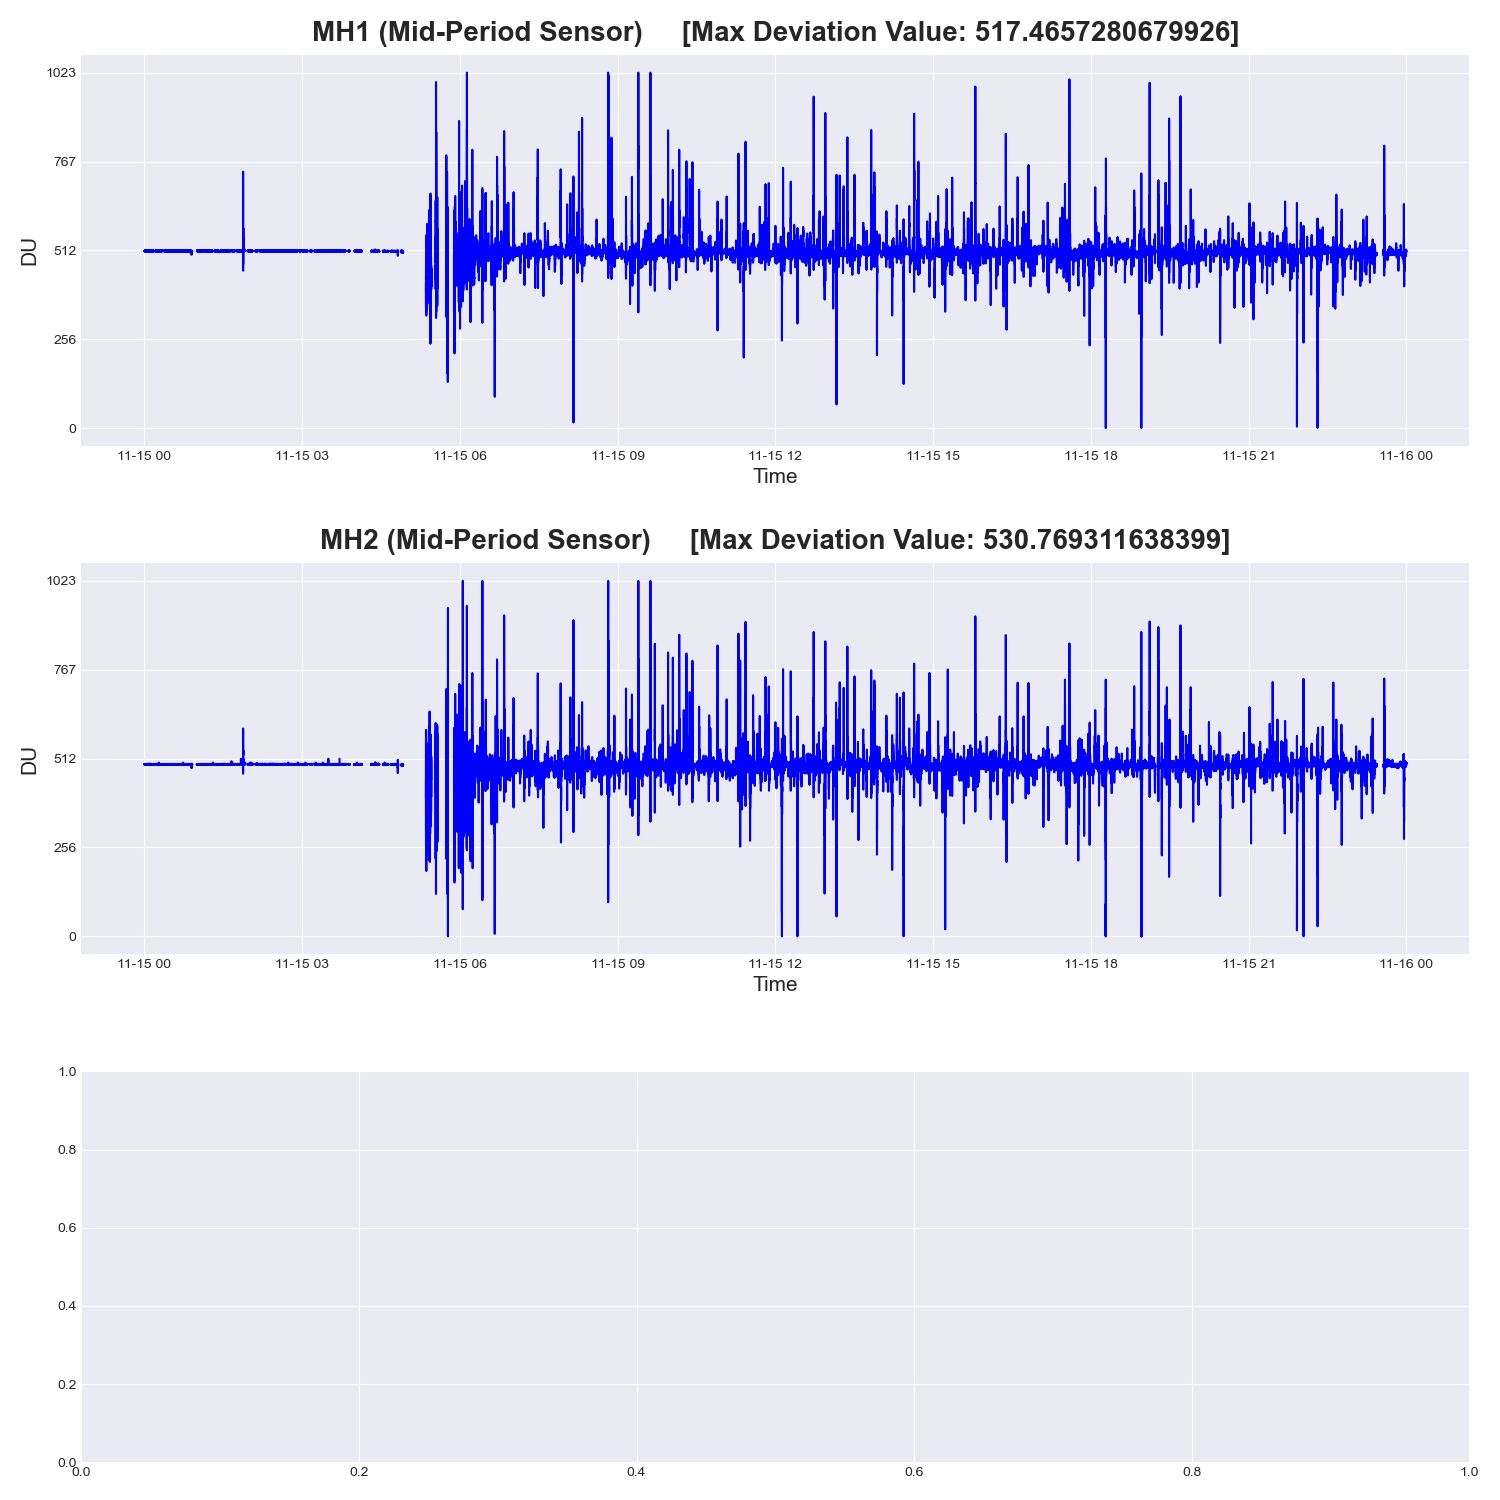 MH1 (Mid-Period Sensor) [Max Deviation Value: 517.4657280679926]
1023
767
512
256
0
DU
11-15 00 11-15 03 11-15 06 11-15 09 11-15 12 11-15 15 11-15 18 11-15 21 11-16 00
Time
MH2 (Mid-Period Sensor) [Max Deviation Value: 530.769311638399]
1023
767
512
256
0
DU
11-15 00 11-15 03 11-15 06 11-15 09 11-15 12 11-15 15 11-15 18 11-15 21 11-16 00
Time
1.0
0.8
0.6
0.4
0.2
0.0
0.0 0.2 0.4 0.6 0.8 1.0